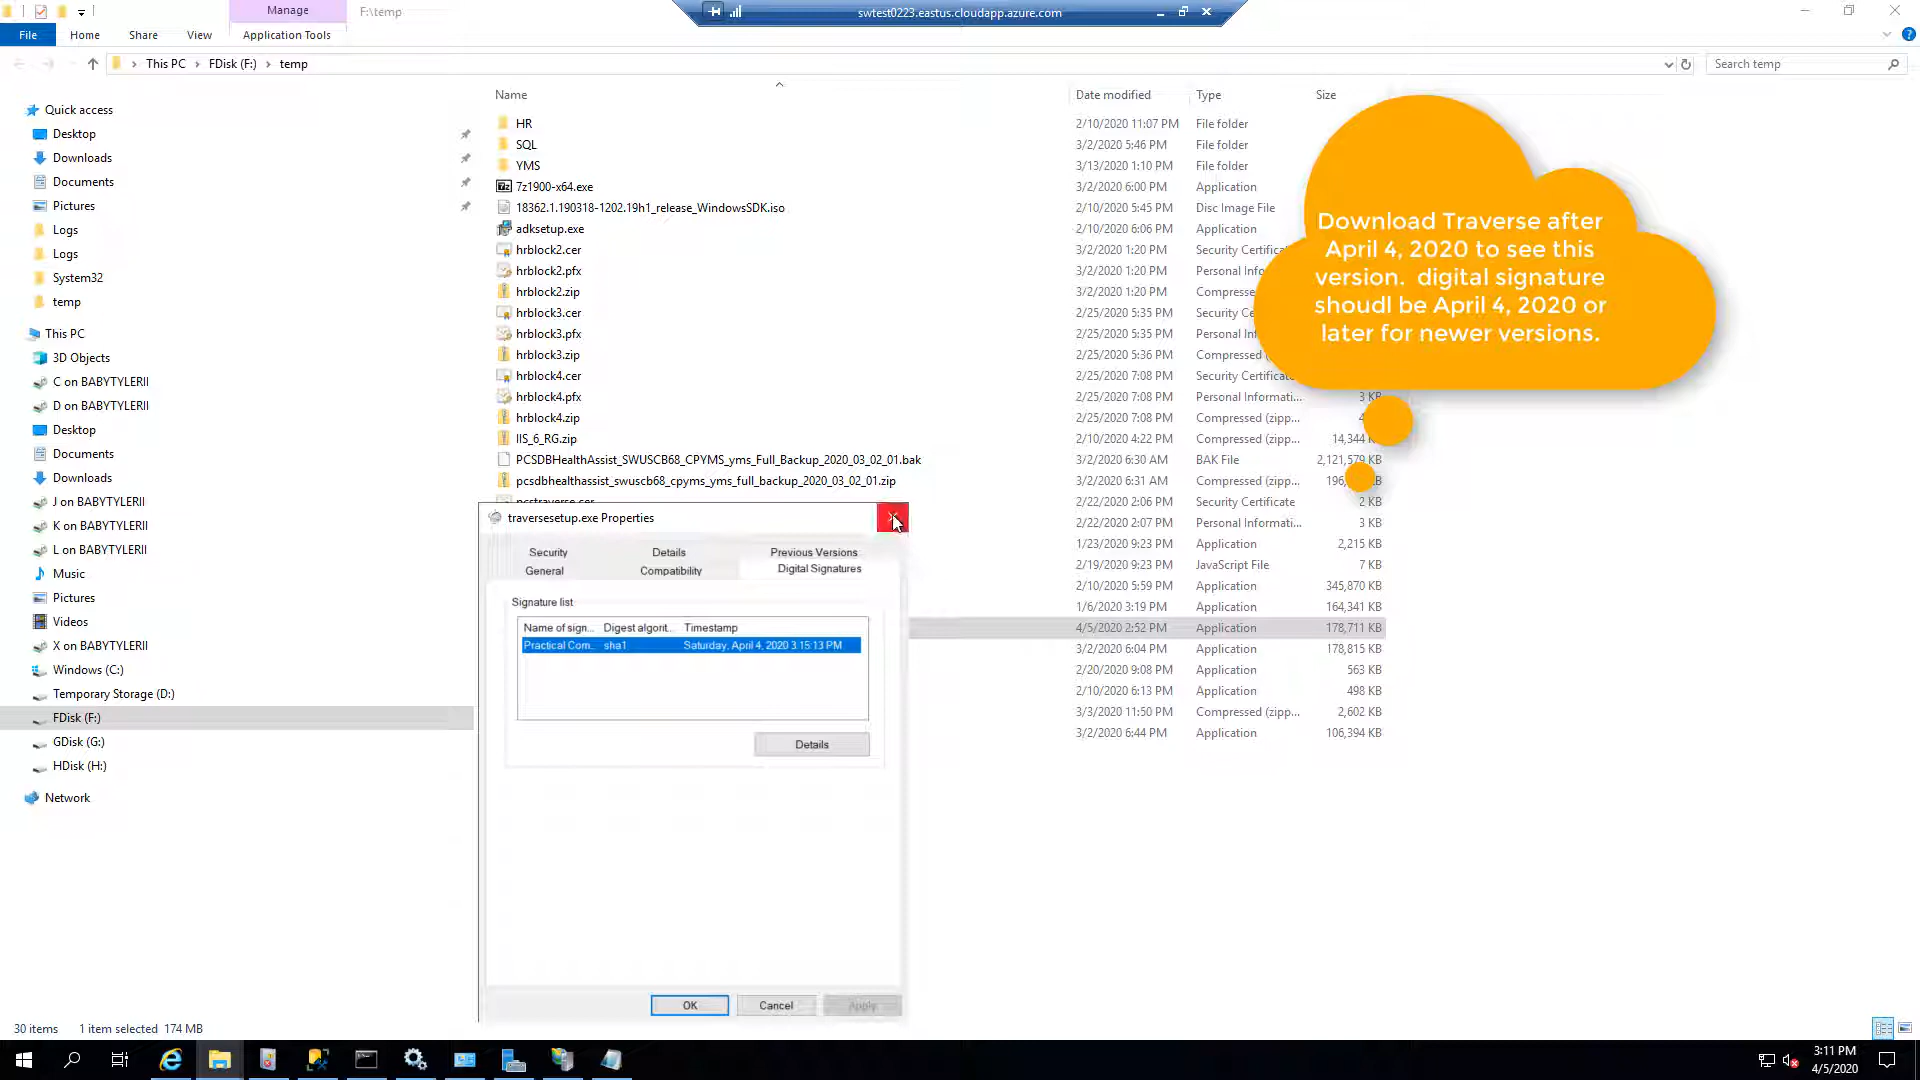 Manage
F:\temp
swtest0223.eastus.cloudapp.azure.com
File
Home
Share
View
Application Tools
This PC
FDisk (F:)
temp
Search temp
Name
Date modified
Type
Size
Quick access
Desktop
Downloads
Documents
Pictures
Logs
Logs
System32
temp
This PC
3D Objects
C on BABYTYLERII
D on BABYTYLERII
Desktop
Documents
Downloads
J on BABYTYLERII
K on BABYTYLERII
L on BABYTYLERII
Music
Pictures
Videos
X on BABYTYLERII
Windows (C:)
Temporary Storage (D:)
FDisk (F:)
GDisk (G:)
HDisk (H:)
Network
HR 2/10/2020 11:07 PM File folder
SQL 3/2/2020 5:46 PM File folder
YMS 3/13/2020 1:10 PM File folder
7z1900-x64.exe 3/2/2020 6:00 PM Application
18362.1.190318-1202.19h1_release_WindowsSDK.iso 2/10/2020 5:45 PM Disc Image File
adksetup.exe 2/10/2020 6:06 PM Application
hrblock2.cer 3/2/2020 1:20 PM Security Certifica
hrblock2.pfx 3/2/2020 1:20 PM Personal Info
hrblock2.zip 3/2/2020 1:20 PM Compresse
hrblock3.cer 2/25/2020 5:35 PM Security Ce
hrblock3.pfx 2/25/2020 5:35 PM Personal Inf
hrblock3.zip 2/25/2020 5:36 PM Compressed
hrblock4.cer 2/25/2020 7:08 PM Security Certificat
hrblock4.pfx 2/25/2020 7:08 PM Personal Informati... 3 KB
hrblock4.zip 2/25/2020 7:08 PM Compressed (zipp... 4
IIS_6_RG.zip 2/10/2020 4:22 PM Compressed (zipp... 14,344 K
PCSDBHealthAssist_SWUSCB68_CPYMS_yms_Full_Backup_2020_03_02_01.bak 3/2/2020 6:30 AM BAK File 2,121,579 KB
pcsdbhealthassist_swuscb68_cpyms_yms_full_backup_2020_03_02_01.zip 3/2/2020 6:31 AM Compressed (zipp... 196, KB
pcstraverse.cer 2/22/2020 2:06 PM Security Certificate 2 KB
2/22/2020 2:07 PM Personal Informati... 3 KB
1/23/2020 9:23 PM Application 2,215 KB
2/19/2020 9:23 PM JavaScript File 7 KB
2/10/2020 5:59 PM Application 345,870 KB
1/6/2020 3:19 PM Application 164,341 KB
4/5/2020 2:52 PM Application 178,711 KB
3/2/2020 6:04 PM Application 178,815 KB
2/20/2020 9:08 PM Application 563 KB
2/10/2020 6:13 PM Application 498 KB
3/3/2020 11:50 PM Compressed (zipp... 2,602 KB
3/2/2020 6:44 PM Application 106,394 KB
Download Traverse after
April 4, 2020 to see this
version. digital signature
shoudl be April 4, 2020 or
later for newer versions.
traversesetup.exe Properties
Security
Details
Previous Versions
General
Compatibility
Digital Signatures
Signature list
Name of sign... Digest algorit... Timestamp
Practical Com... sha1 Saturday, April 4, 2020 3:15:13 PM
Details
OK
Cancel
Apply
30 items
1 item selected 174 MB
3:11 PM
4/5/2020